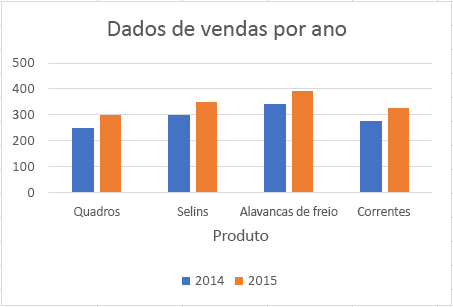 Dados de vendas por ano
500
400
300
200
100
0
Quadros Selins Alavancas de freio Correntes
Produto
2014 2015